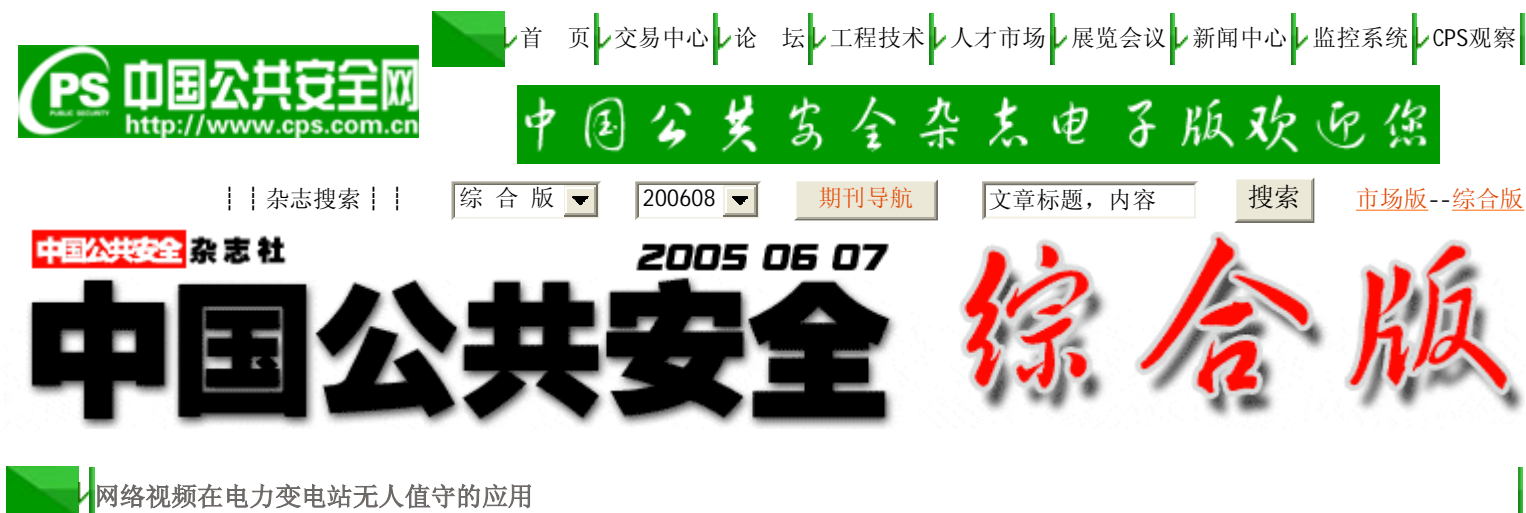 首 页 交易中心 论 坛 工程技术 人才市场 展览会议 新闻中心 监控系统 CPS观察
PS 中国公共安全网
PUBLIC SECURITY http://www.cps.com.cn
中国公共安全杂志电子版欢迎您
┆┆杂志搜索┆┆ 综 合 版 200608 期刊导航 文章标题，内容 搜索 市场版--综合版
中国公共安全 杂志社 2005 06 07
中国公共安全 综合版
网络视频在电力变电站无人值守的应用